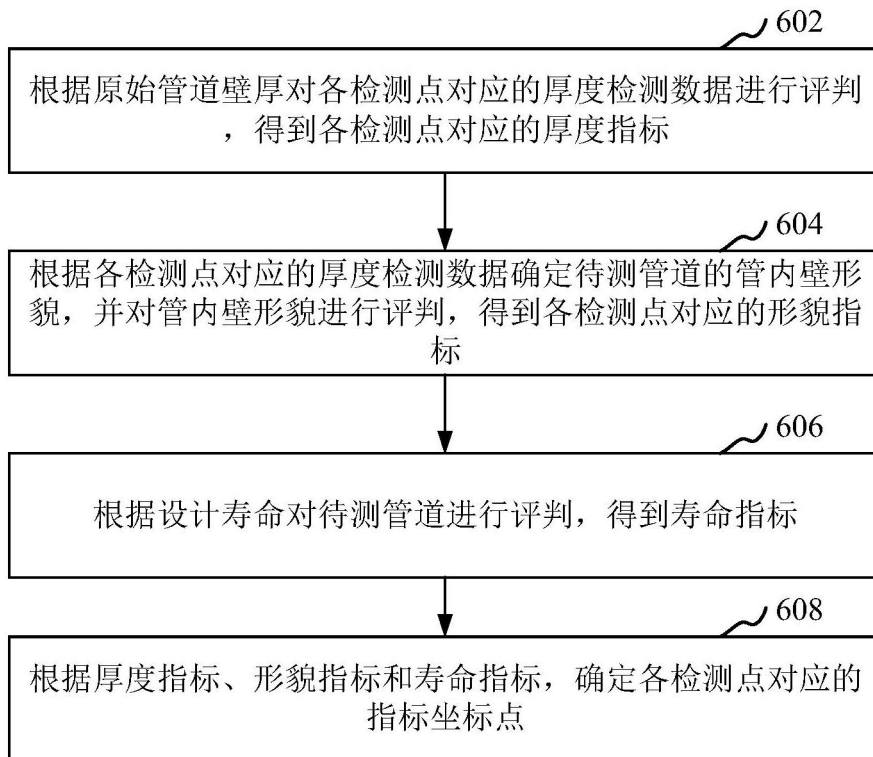 602
根据原始管道壁厚对各检测点对应的厚度检测数据进行评判
，得到各检测点对应的厚度指标
604
根据各检测点对应的厚度检测数据确定待测管道的管内壁形
貌，并对管内壁形貌进行评判，得到各检测点对应的形貌指
标
606
根据设计寿命对待测管道进行评判，得到寿命指标
608
根据厚度指标、形貌指标和寿命指标，确定各检测点对应的
指标坐标点